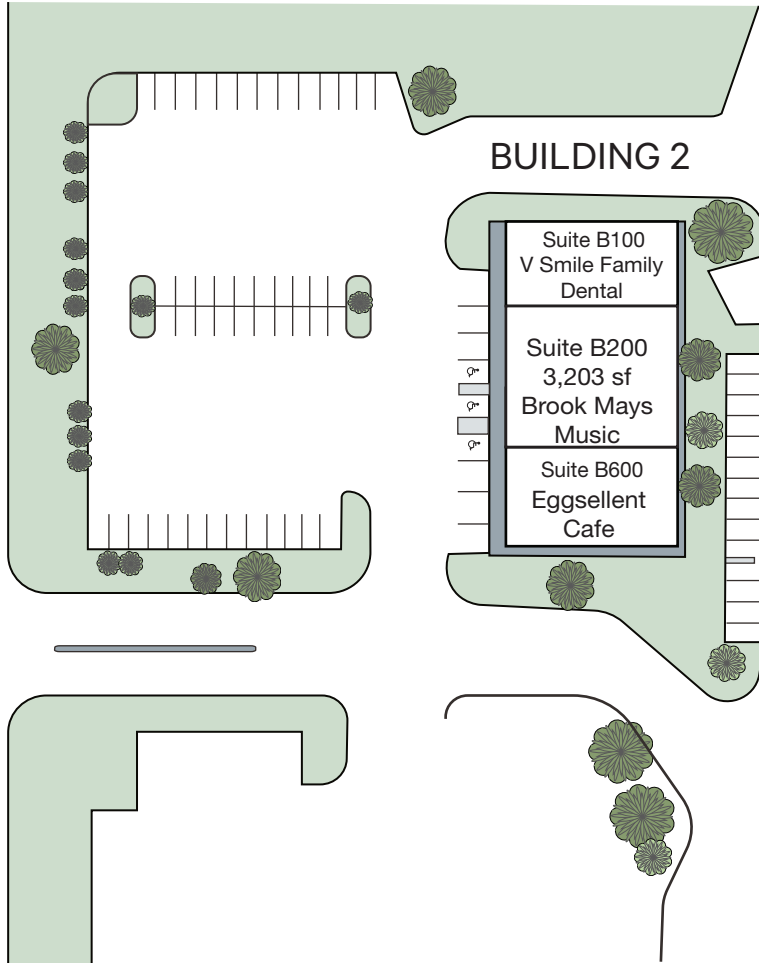 BUILDING 2
Suite B100
V Smile Family
Dental
Suite B200
3,203 sf
Brook Mays
Music
Suite B600
Eggsellent
Cafe